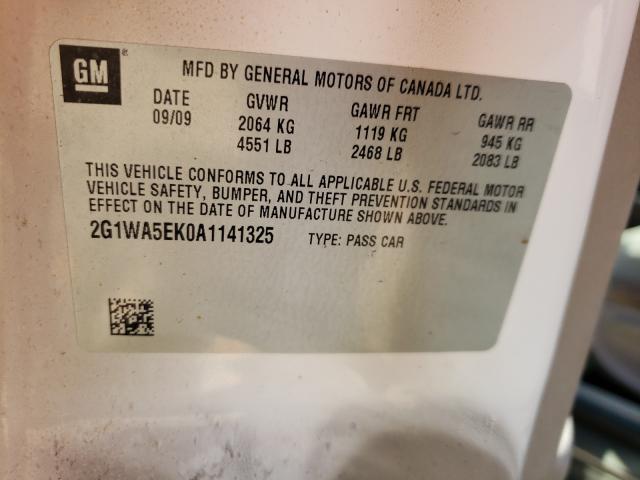 GM ®
MFD BY GENERAL MOTORS OF CANADA LTD.
DATE GVWR GAWR FRT GAWR RR
09/09 2064 KG 1119 KG 945 KG
4551 LB 2468 LB 2083 LB
THIS VEHICLE CONFORMS TO ALL APPLICABLE U.S. FEDERAL MOTOR
VEHICLE SAFETY, BUMPER, AND THEFT PREVENTION STANDARDS IN
EFFECT ON THE DATE OF MANUFACTURE SHOWN ABOVE.
2G1WA5EK0A1141325 TYPE: PASS CAR